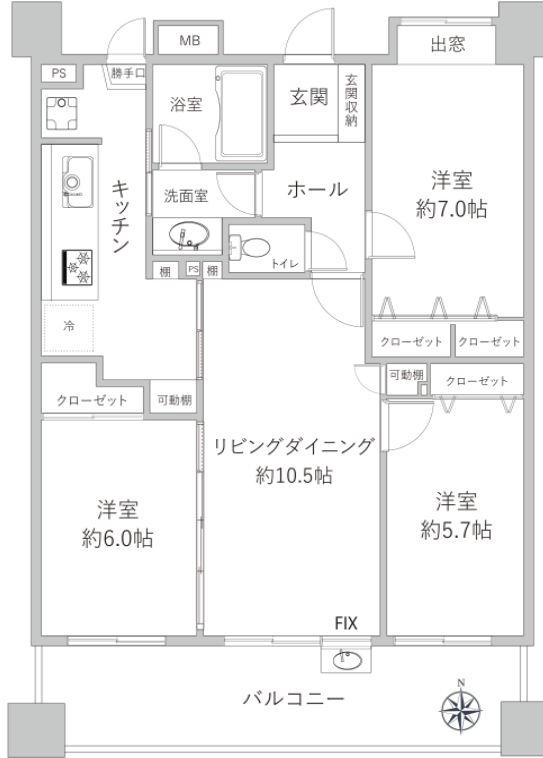 MB
出窓
PS
勝手口
浴室
玄関
玄関収納
洋室
約7.0帖
キッチン
洗面室
ホール
トイレ
棚
PS
棚
冷
クローゼット
クローゼット
可動棚
クローゼット
クローゼット
可動棚
リビングダイニング
約10.5帖
洋室
約6.0帖
洋室
約5.7帖
FIX
バルコニー
N